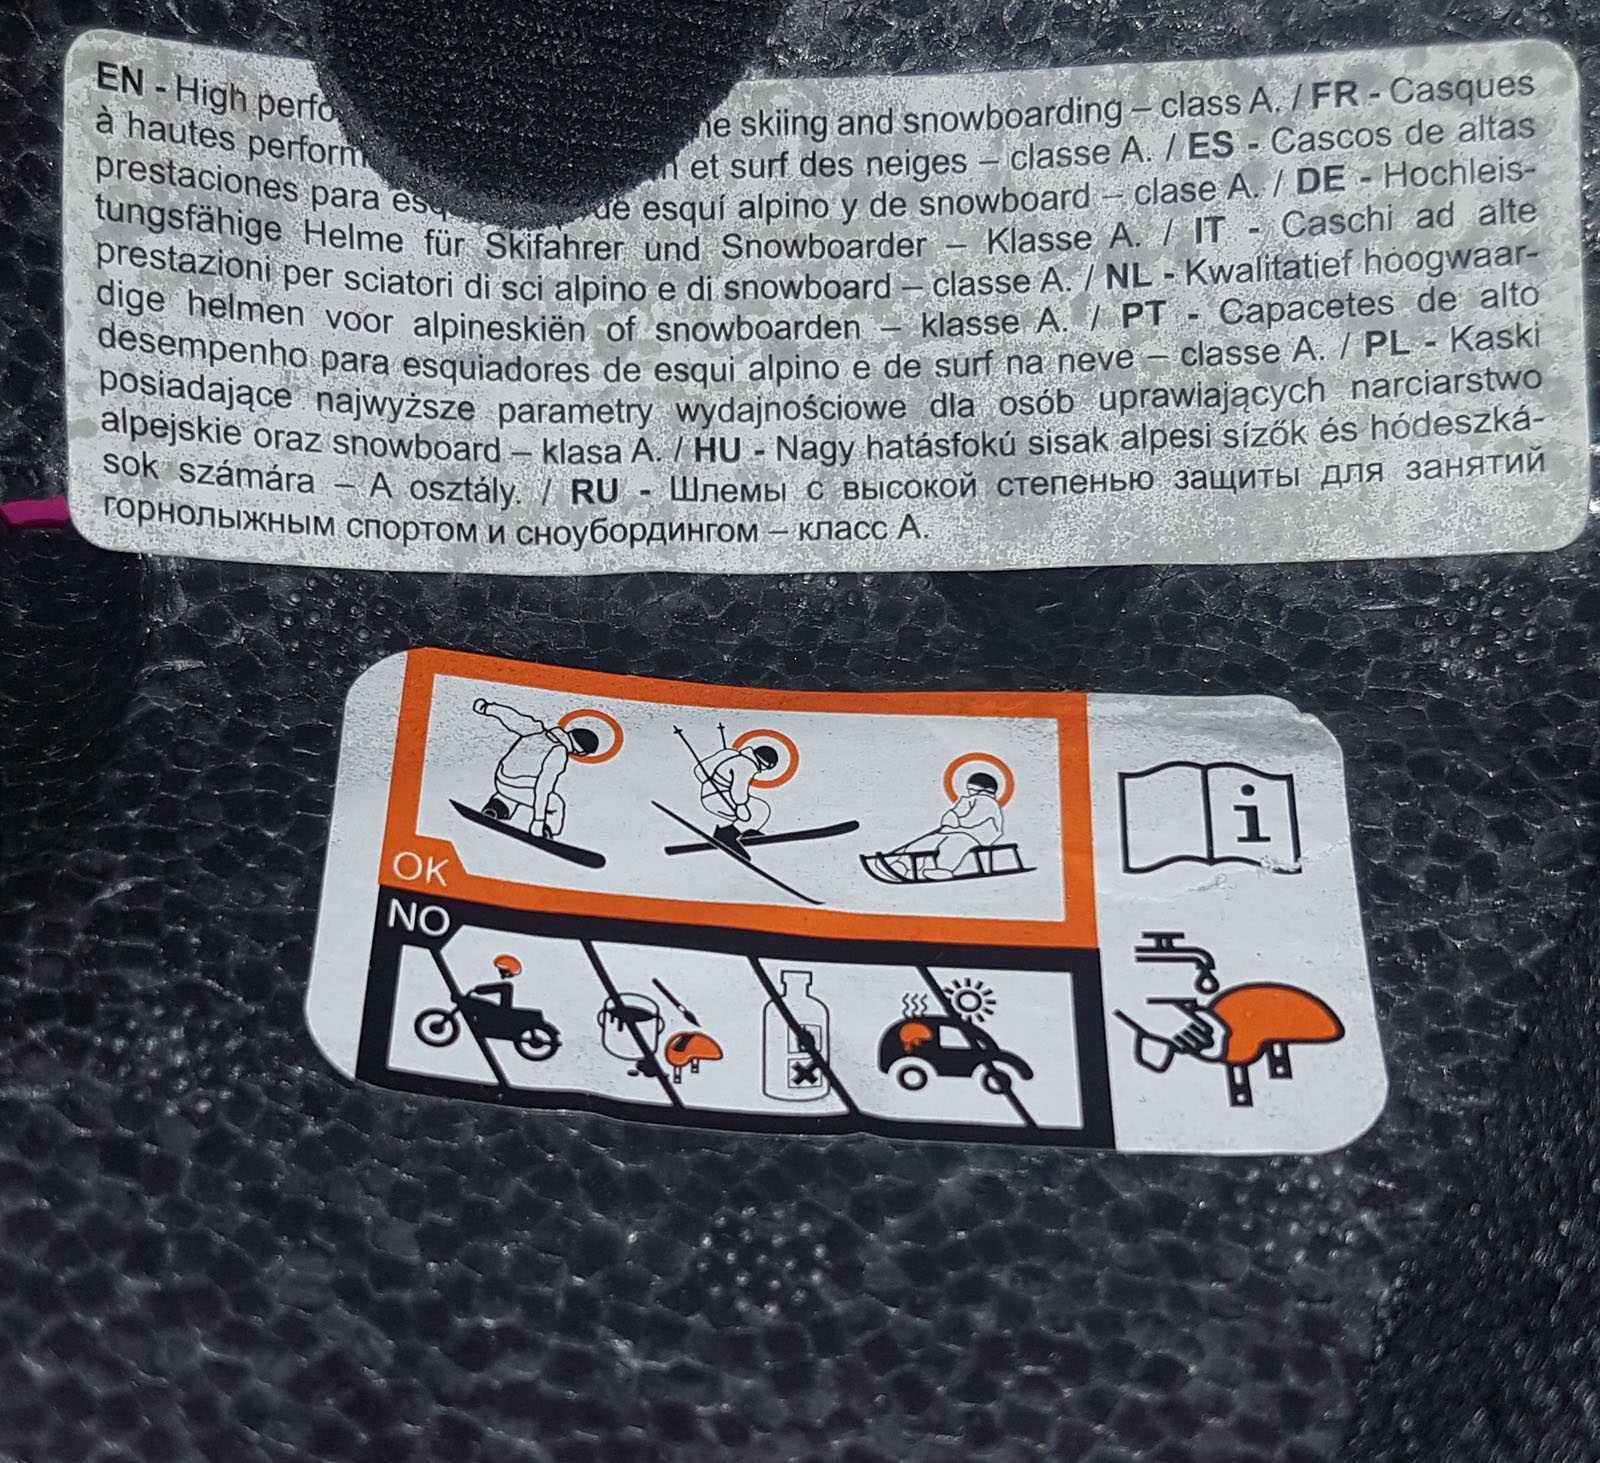 EN - High skiing and snowboarding – class A. / FR - Casques
à hautes et surf des neiges – classe A. / ES - Cascos de altas
prestaciones para de esquí alpino y de snowboard – clase A. / DE - Hochleis-
tungsfähige Helme für Skifahrer und Snowboarder – Klasse A. / IT - Caschi ad alte
prestazioni per sciatori di sci alpino e di snowboard – classe A. / NL - Kwalitatief hoogwaar-
dige helmen voor alpineskiën of snowboarden – klasse A. / PT - Capacetes de alto
desempenho para esquiadores de esqui alpino e de surf na neve – classe A. / PL - Kaski
posiadające najwyższe parametry wydajnościowe dla osób uprawiających narciarstwo
alpejskie oraz snowboard – klasa A. / HU - Nagy hatásfokú sisak alpesi sízők és hódeszká-
sok számára – A osztály. / RU - Шлемы с высокой степенью защиты для занятий
горнолыжным спортом и сноубордингом – класс А.
OK
NO
i